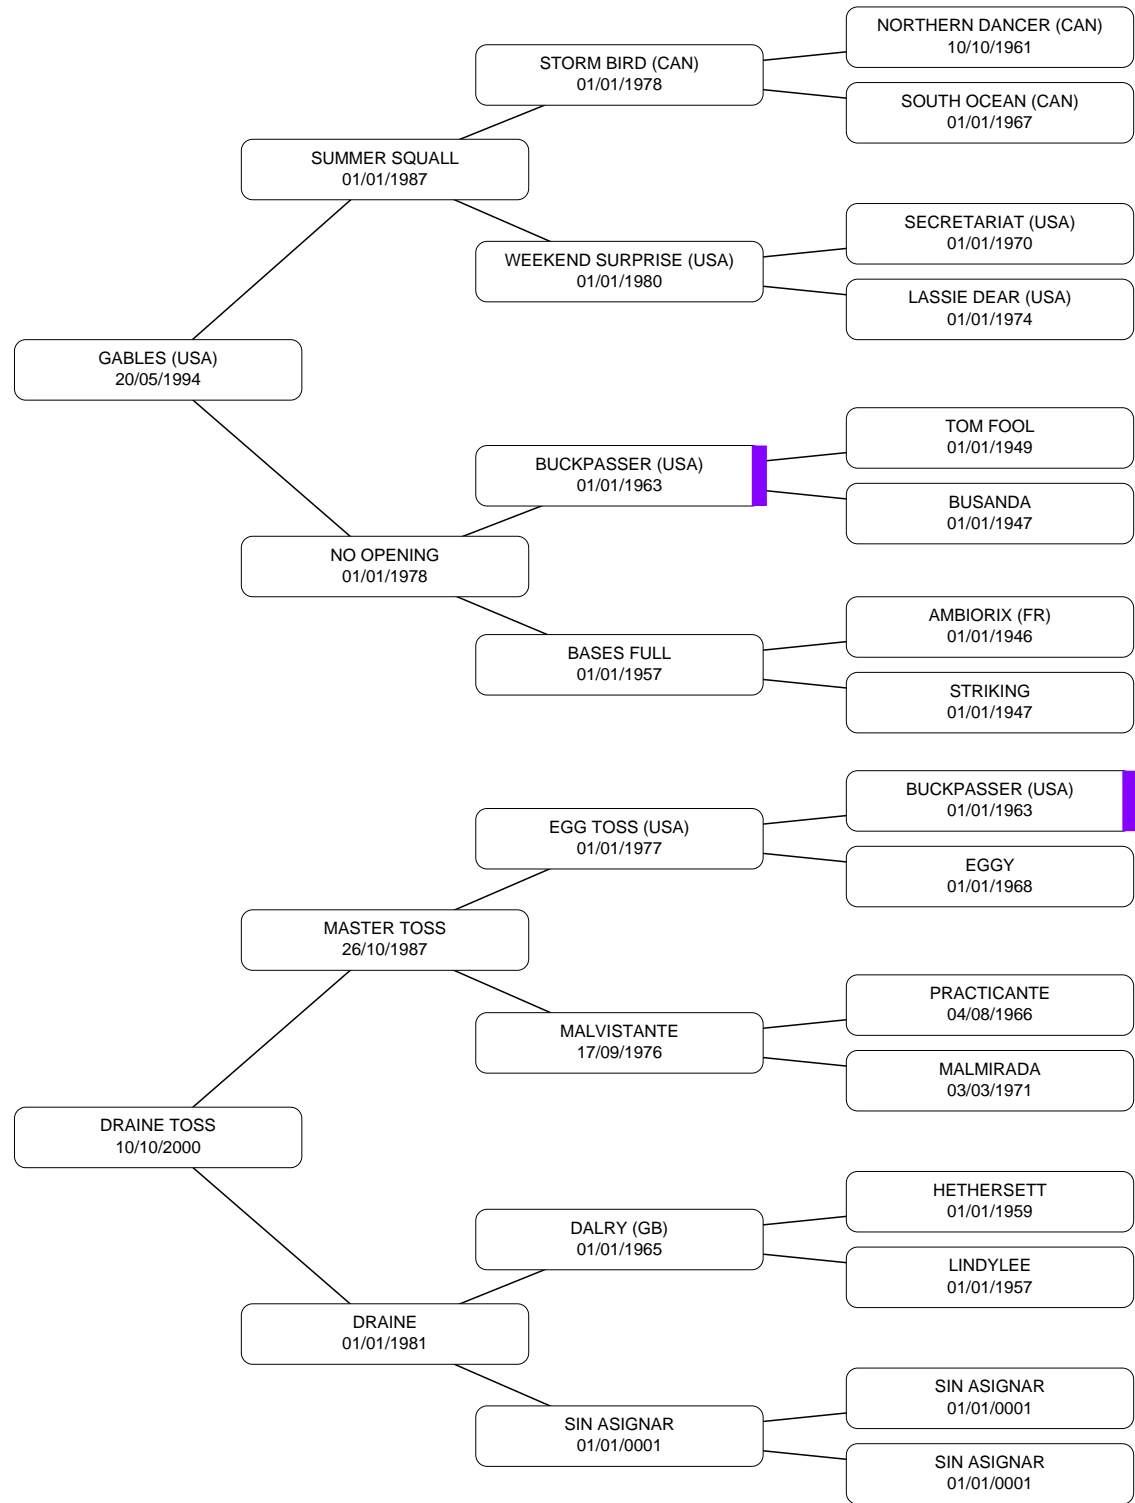 NORTHERN DANCER (CAN)
10/10/1961
STORM BIRD (CAN)
01/01/1978
SOUTH OCEAN (CAN)
01/01/1967
SUMMER SQUALL
01/01/1987
SECRETARIAT (USA)
01/01/1970
WEEKEND SURPRISE (USA)
01/01/1980
LASSIE DEAR (USA)
01/01/1974
GABLES (USA)
20/05/1994
TOM FOOL
01/01/1949
BUCKPASSER (USA)
01/01/1963
BUSANDA
01/01/1947
NO OPENING
01/01/1978
AMBIORIX (FR)
01/01/1946
BASES FULL
01/01/1957
STRIKING
01/01/1947
BUCKPASSER (USA)
01/01/1963
EGG TOSS (USA)
01/01/1977
EGGY
01/01/1968
MASTER TOSS
26/10/1987
PRACTICANTE
04/08/1966
MALVISTANTE
17/09/1976
MALMIRADA
03/03/1971
DRAINE TOSS
10/10/2000
HETHERSETT
01/01/1959
DALRY (GB)
01/01/1965
LINDYLEE
01/01/1957
DRAINE
01/01/1981
SIN ASIGNAR
01/01/0001
SIN ASIGNAR
01/01/0001
SIN ASIGNAR
01/01/0001